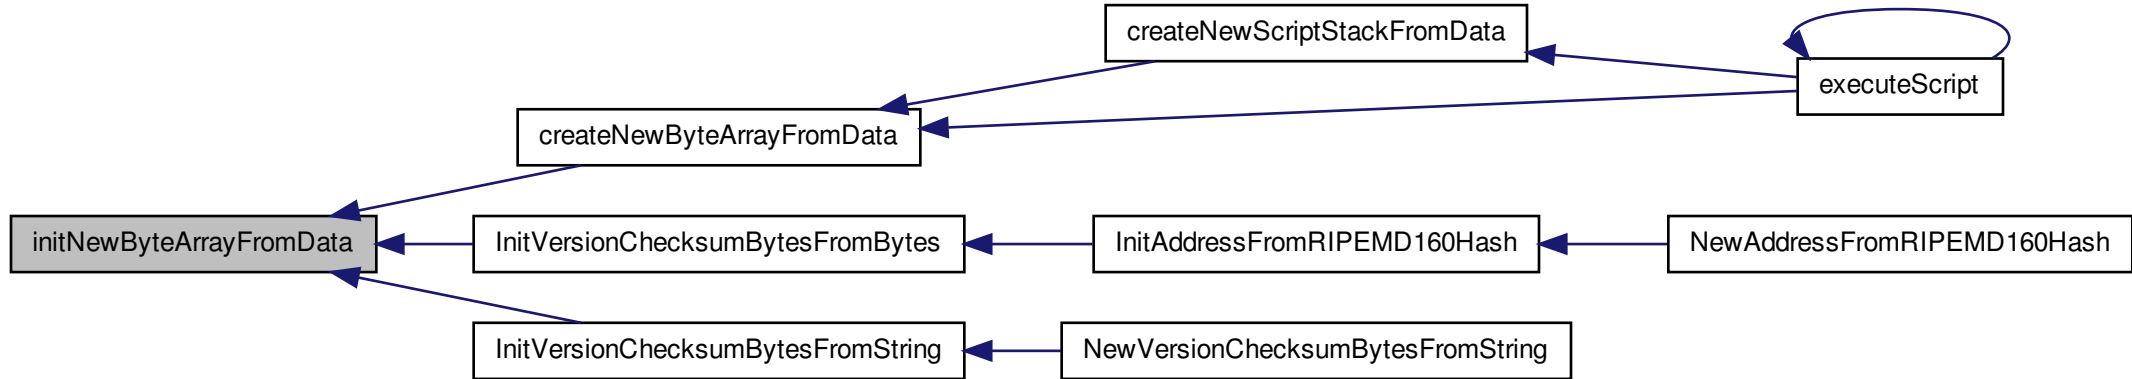 createNewScriptStackFromData
executeScript
createNewByteArrayFromData
initNewByteArrayFromData
InitVersionChecksumBytesFromBytes
InitAddressFromRIPEMD160Hash
NewAddressFromRIPEMD160Hash
InitVersionChecksumBytesFromString
NewVersionChecksumBytesFromString